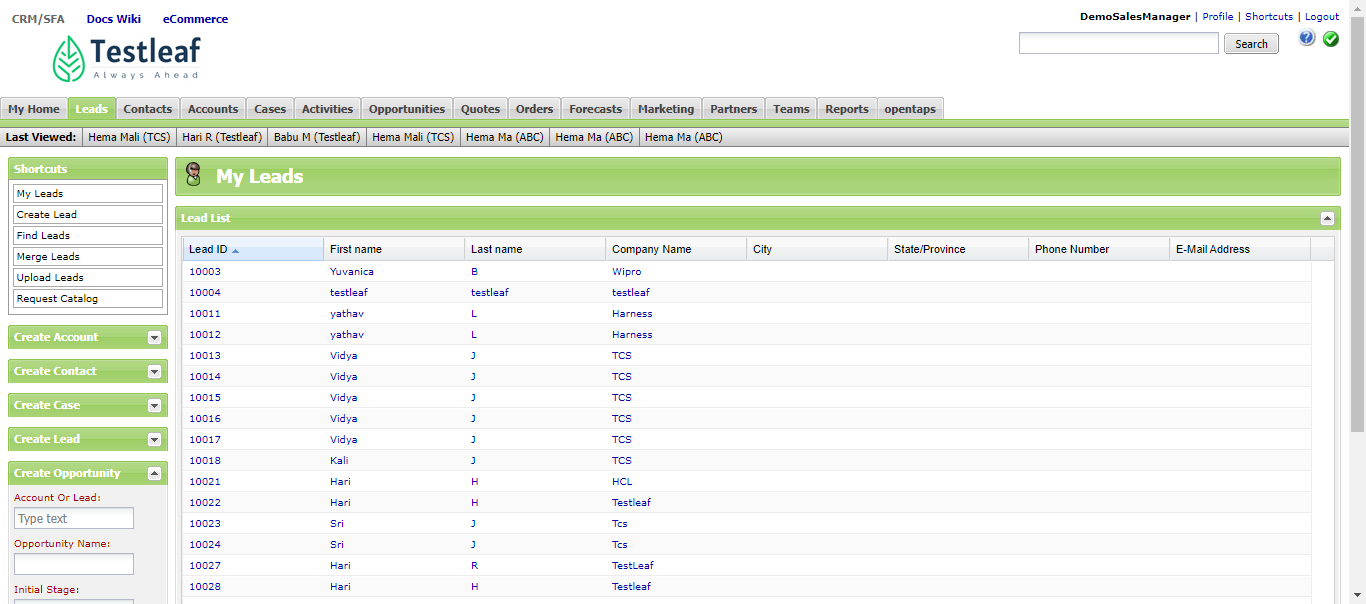 CRM/SFA Docs Wiki eCommerce
DemoSalesManager | Profile | Shortcuts | Logout
Testleaf
Always Ahead
Search
?
My Home Leads Contacts Accounts Cases Activities Opportunities Quotes Orders Forecasts Marketing Partners Teams Reports opentaps
Last Viewed: Hema Mali (TCS) Hari R (Testleaf) Babu M (Testleaf) Hema Mali (TCS) Hema Ma (ABC) Hema Ma (ABC) Hema Ma (ABC)
Shortcuts
My Leads
Create Lead
Find Leads
Merge Leads
Upload Leads
Request Catalog
Create Account
Create Contact
Create Case
Create Lead
Create Opportunity
Account Or Lead:
Type text
Opportunity Name:
Initial Stage:
My Leads
Lead List
Lead ID First name Last name Company Name City State/Province Phone Number E-Mail Address
10003 Yuvanica B Wipro
10004 testleaf testleaf testleaf
10011 yathav L Harness
10012 yathav L Harness
10013 Vidya J TCS
10014 Vidya J TCS
10015 Vidya J TCS
10016 Vidya J TCS
10017 Vidya J TCS
10018 Kali J TCS
10021 Hari H HCL
10022 Hari H Testleaf
10023 Sri J Tcs
10024 Sri J Tcs
10027 Hari R TestLeaf
10028 Hari H Testleaf